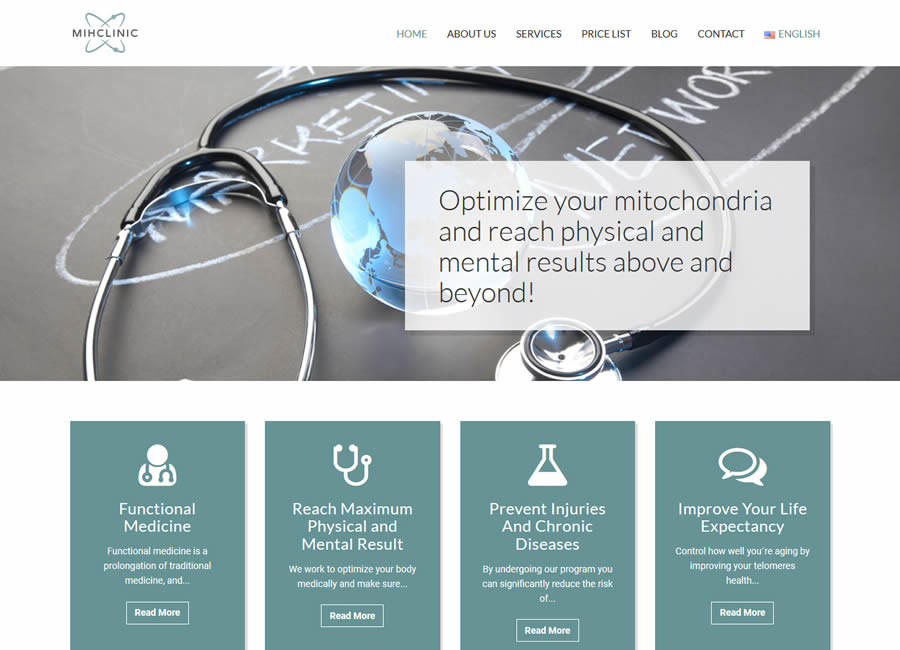 MIHCLINIC
HOME ABOUT US SERVICES PRICE LIST BLOG CONTACT ENGLISH
MARKETING
NETWORK
Optimize your mitochondria
and reach physical and
mental results above and
beyond!
Functional
Medicine
Functional medicine is a
prolongation of traditional
medicine, and...
Read More
Reach Maximum
Physical and
Mental Result
We work to optimize your body
medically and make sure...
Read More
Prevent Injuries
And Chronic
Diseases
By undergoing our program you
can significantly reduce the risk
of...
Read More
Improve Your Life
Expectancy
Control how well you´re aging by
improving your telomeres
health...
Read More